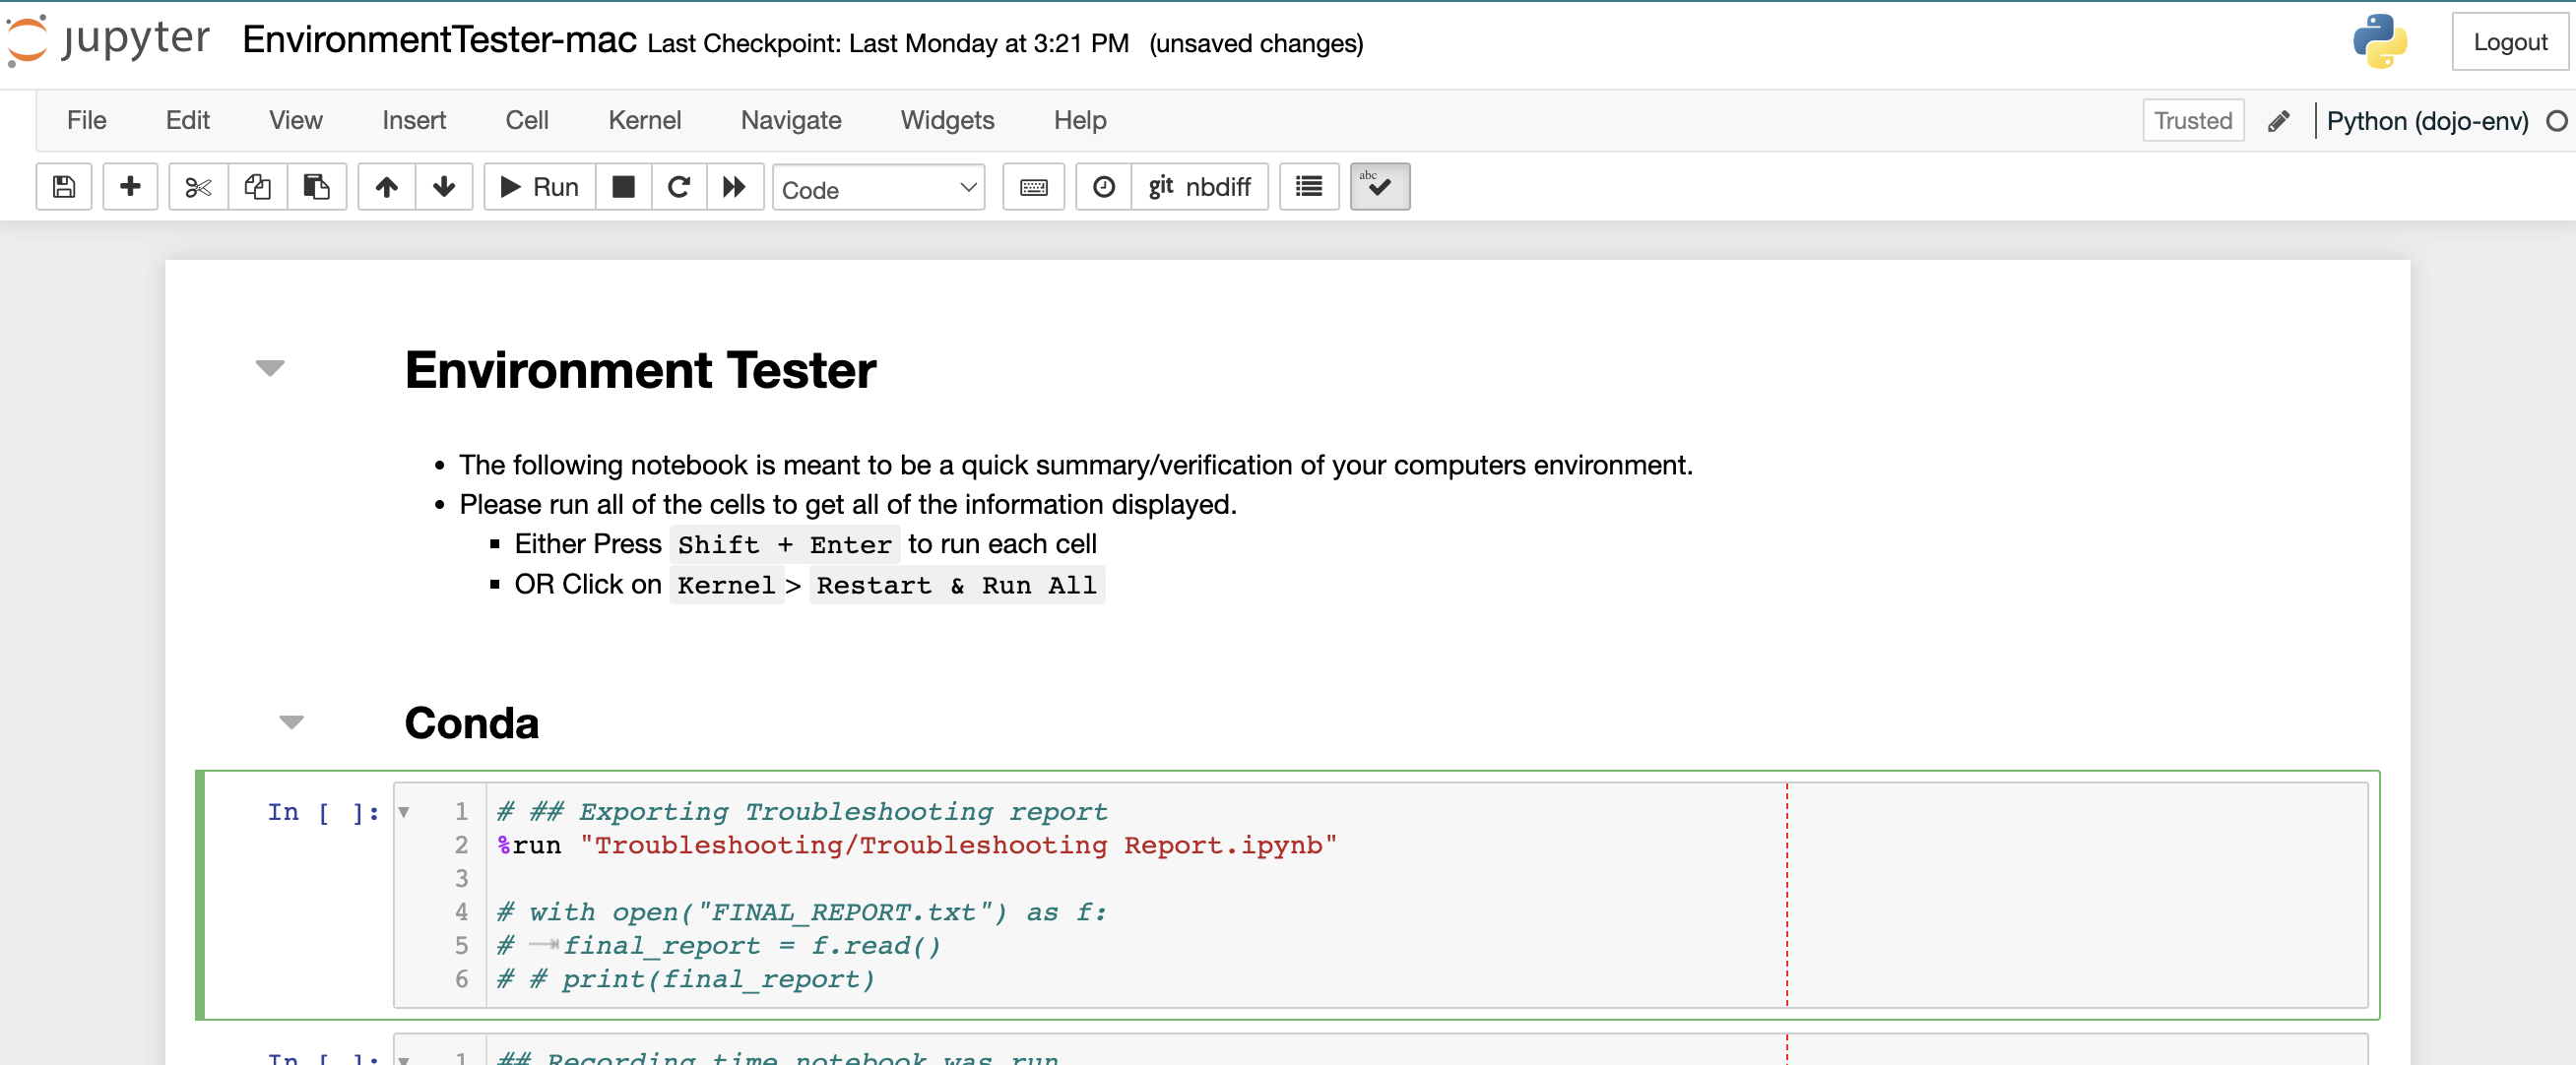 jupyter EnvironmentTester-mac Last Checkpoint: Last Monday at 3:21 PM (unsaved changes) Logout
File Edit View Insert Cell Kernel Navigate Widgets Help Trusted Python (dojo-env)
Run Code git nbdiff abc
Environment Tester
• The following notebook is meant to be a quick summary/verification of your computers environment.
• Please run all of the cells to get all of the information displayed.
▪ Either Press Shift + Enter to run each cell
▪ OR Click on Kernel > Restart & Run All
Conda
In [ ]: 1 # ## Exporting Troubleshooting report
2 %run "Troubleshooting/Troubleshooting Report.ipynb"
3
4 # with open("FINAL_REPORT.txt") as f:
5 # final_report = f.read()
6 # # print(final_report)
In [ ]: 1 ## Recording time notebook was run